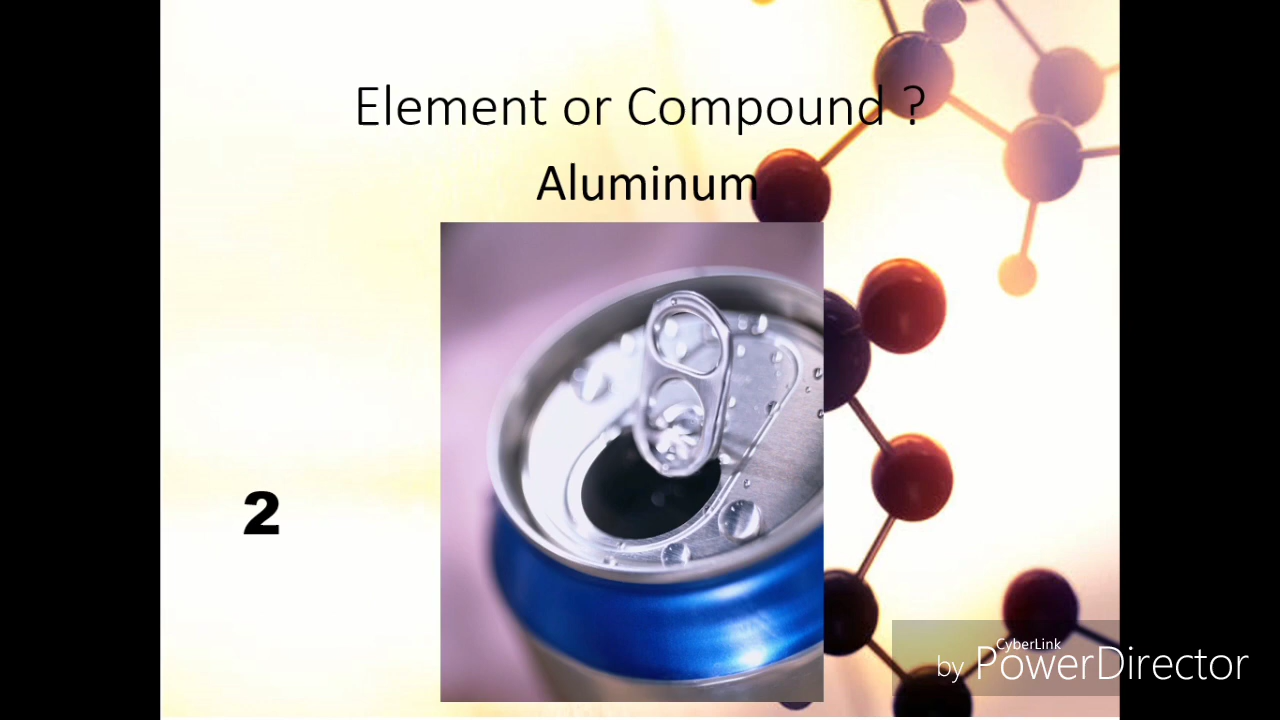 Element or Compound ?
Aluminum
2
CyberLink
by PowerDirector